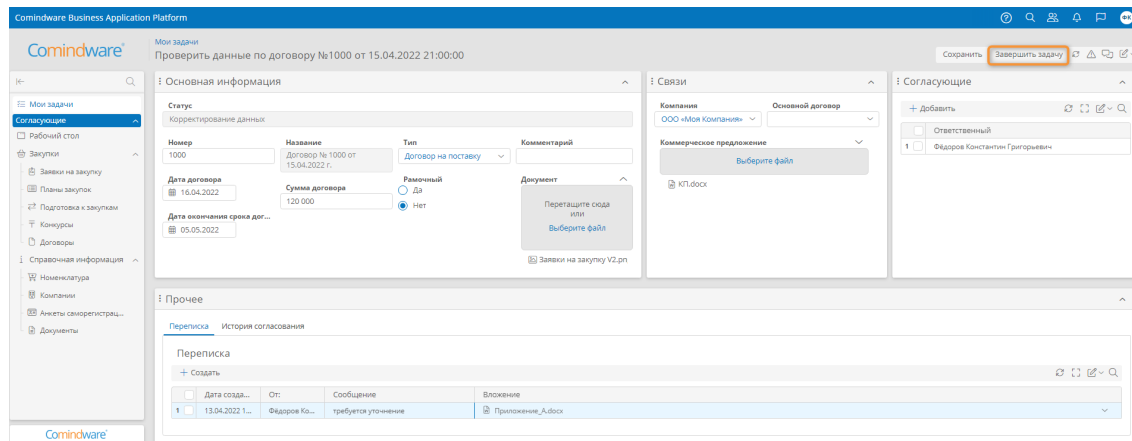 Comindware Business Application Platform
ФК
Comindware
Мои задачи
Проверить данные по договору №1000 от 15.04.2022 21:00:00
Сохранить
Завершить задачу
Мои задачи
Согласующие
Рабочий стол
Закупки
Заявки на закупку
Планы закупок
Подготовка к закупкам
Конкурсы
Договоры
Справочная информация
Номенклатура
Компании
Анкеты саморегистрац...
Документы
Comindware
Основная информация
Статус
Корректирование данных
Номер
Название
Тип
Комментарий
1000
Договор № 1000 от
15.04.2022 г.
Договор на поставку
Дата договора
16.04.2022
Сумма договора
120 000
Рамочный
Да
Нет
Документ
Перетащите сюда
или
Выберите файл
Заявки на закупку V2.pn
Дата окончания срока дог...
05.05.2022
Связи
Компания
Основной договор
ООО «Моя Компания»
Коммерческое предложение
Выберите файл
КП.docx
Согласующие
+ Добавить
Ответственный
1 Фёдоров Константин Григорьевич
Прочее
Переписка История согласования
Переписка
+ Создать
Дата созда... От: Сообщение Вложение
1 13.04.2022 1... Фёдоров Ко... требуется уточнение Приложение_A.docx